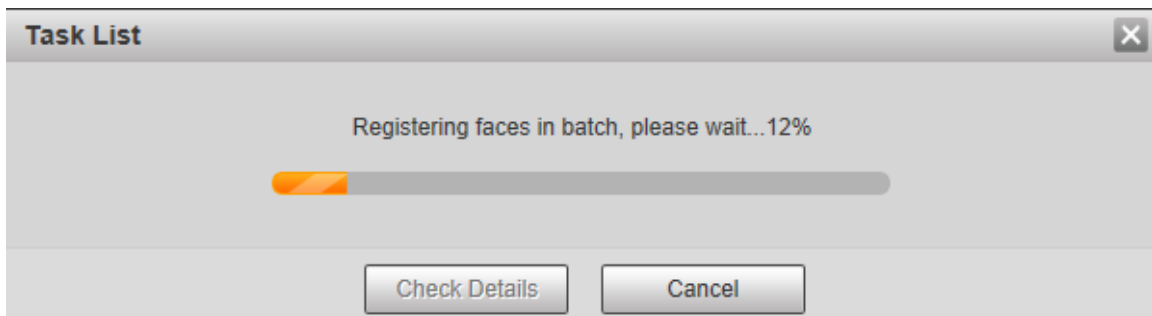 Task List
Registering faces in batch, please wait...12%
Check Details
Cancel